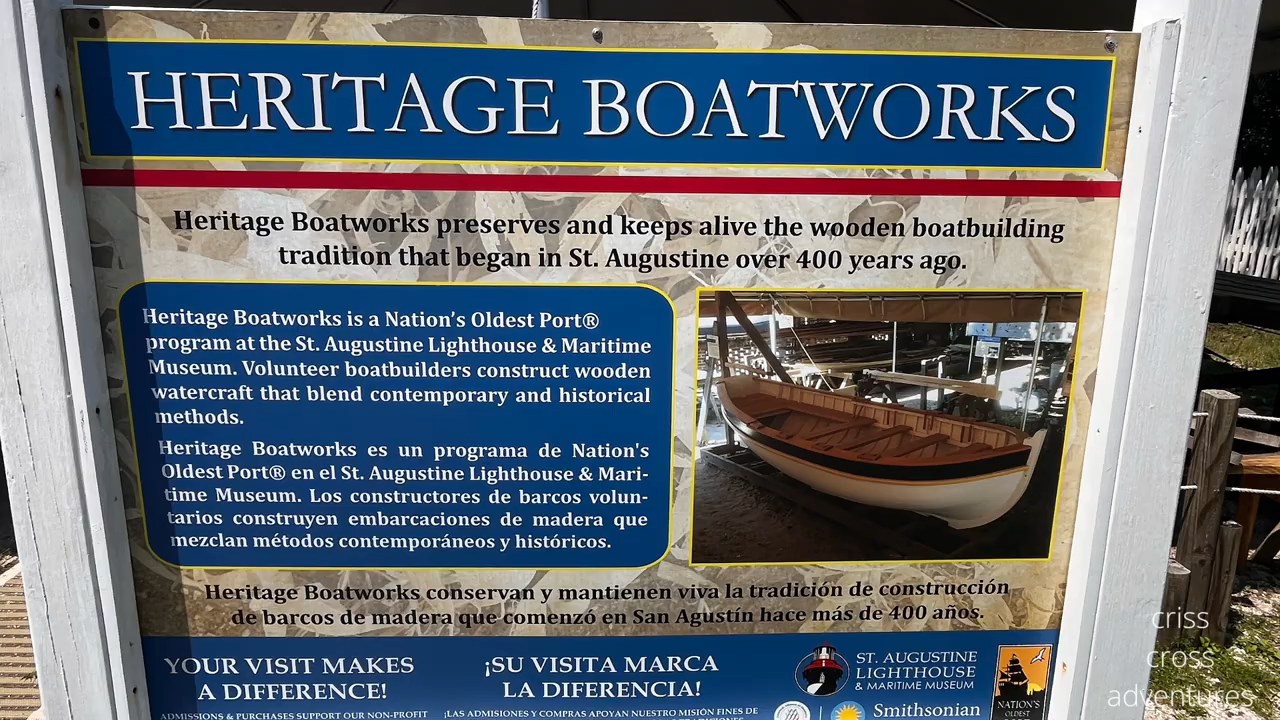 HERITAGE BOATWORKS
Heritage Boatworks preserves and keeps alive the wooden boatbuilding
tradition that began in St. Augustine over 400 years ago.
Heritage Boatworks is a Nation's Oldest Port®
program at the St. Augustine Lighthouse & Maritime
Museum. Volunteer boatbuilders construct wooden
watercraft that blend contemporary and historical
methods.
Heritage Boatworks es un programa de Nation's
Oldest Port® en el St. Augustine Lighthouse & Mari-
time Museum. Los constructores de barcos volun-
tarios construyen embarcaciones de madera que
mezclan métodos contemporáneos y históricos.
Heritage Boatworks conservan y mantienen viva la tradición de construcción
de barcos de madera que comenzó en San Agustín hace más de 400 años.
YOUR VISIT MAKES
A DIFFERENCE!
ADMISSIONS & PURCHASES SUPPORT OUR NON-PROFIT
¡SU VISITA MARCA
LA DIFERENCIA!
¡LAS ADMISIONES Y COMPRAS APOYAN NUESTRO MISIÓN FINES DE
ST. AUGUSTINE
LIGHTHOUSE
& MARITIME MUSEUM
Smithsonian
NATION'S
OLDEST
criss
cross
adventures